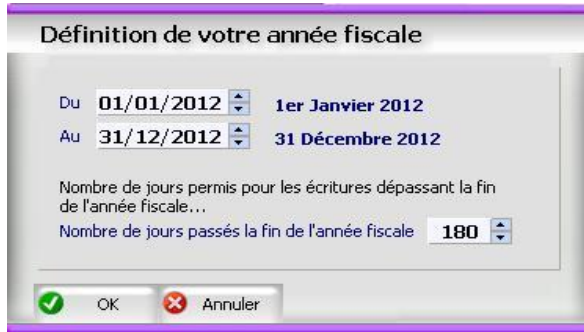 Définition de votre année fiscale
Du 01/01/2012 1er Janvier 2012
Au 31/12/2012 31 Décembre 2012
Nombre de jours permis pour les écritures dépassant la fin
de l'année fiscale...
Nombre de jours passés la fin de l'année fiscale 180
OK Annuler